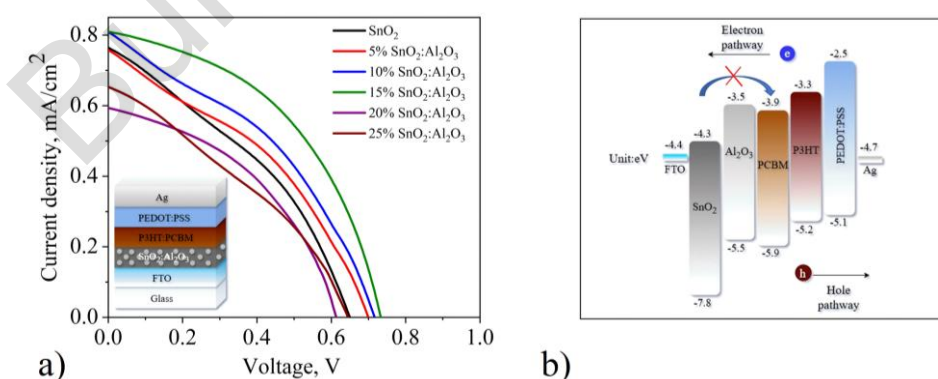 Bu
Current density, mA/cm²
0.8
0.6
0.4
0.2
0.0
0.0
0.2
0.4
0.6
0.8
1.0
Voltage, V
SnO₂
5% SnO₂:Al₂O₃
10% SnO₂:Al₂O₃
15% SnO₂:Al₂O₃
20% SnO₂:Al₂O₃
25% SnO₂:Al₂O₃
Ag
PEDOT:PSS
P3HT:PCBM
SnO₂:Al₂O₃
FTO
Glass
a)
Electron
pathway
e
-2.5
-3.3
-3.5
-3.9
-4.3
-4.4
-4.7
Unit:eV
FTO
SnO₂
Al₂O₃
PCBM
P3HT
PEDOT:PSS
Ag
-5.1
-5.2
-5.5
-5.9
-7.8
h
Hole
pathway
b)